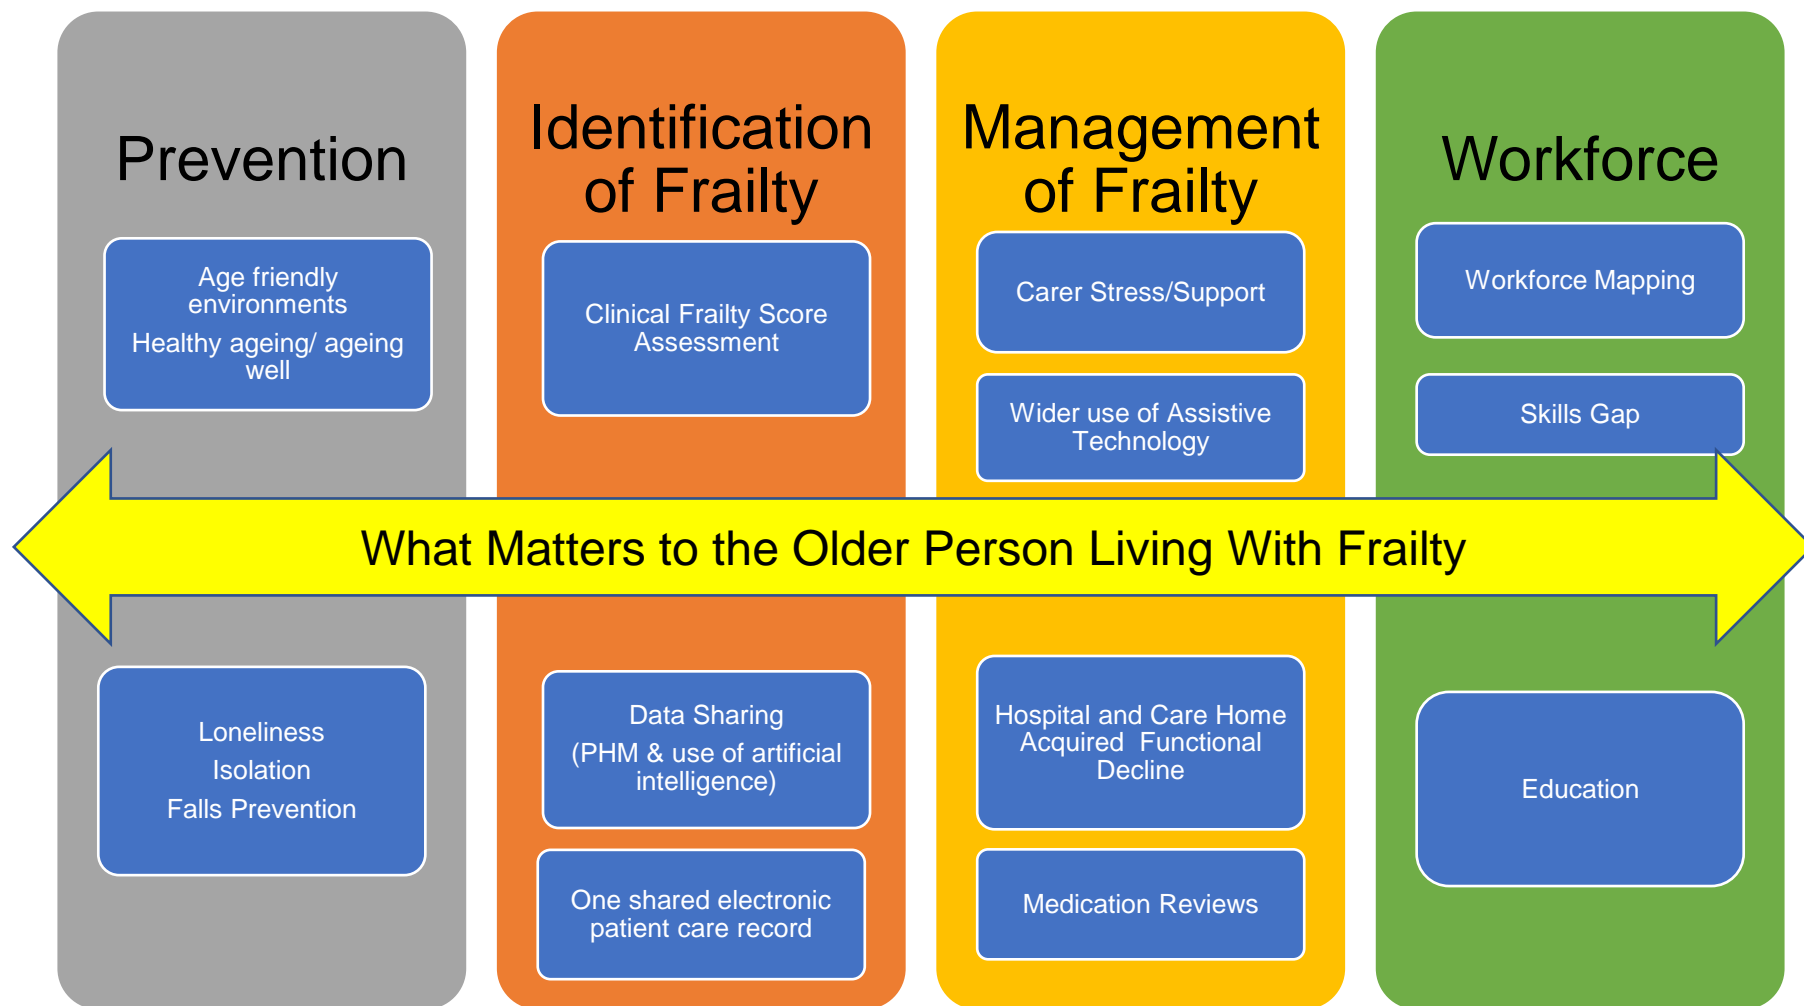 Prevention
Age friendly
environments
Healthy ageing/ ageing
well
Loneliness
Isolation
Falls Prevention
Identification
of Frailty
Clinical Frailty Score
Assessment
Data Sharing
(PHM & use of artificial
intelligence)
One shared electronic
patient care record
Management
of Frailty
Carer Stress/Support
Wider use of Assistive
Technology
Hospital and Care Home
Acquired  Functional
Decline
Medication Reviews
Workforce
Workforce Mapping
Skills Gap
Education
What Matters to the Older Person Living With Frailty